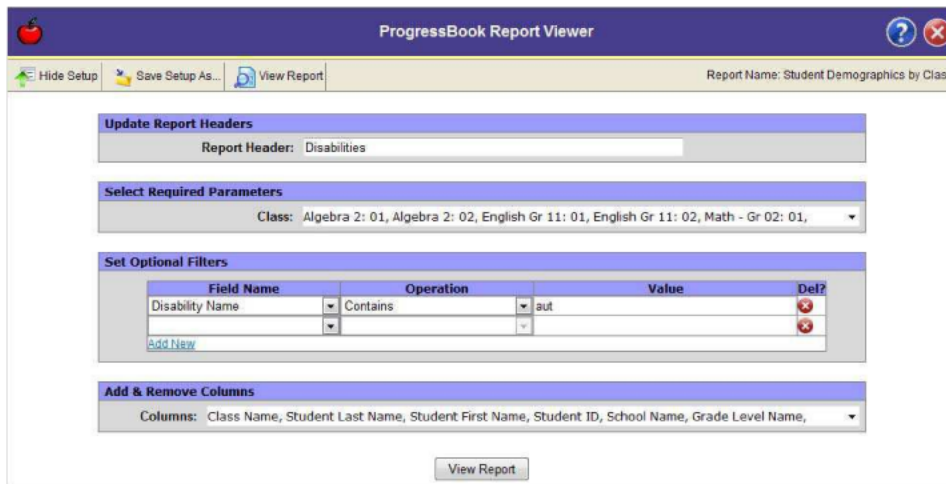 ProgressBook Report Viewer
?
Hide Setup Save Setup As... View Report Report Name: Student Demographics by Clas
Update Report Headers
Report Header: Disabilities
Select Required Parameters
Class: Algebra 2: 01, Algebra 2: 02, English Gr 11: 01, English Gr 11: 02, Math - Gr 02: 01,
Set Optional Filters
Field Name Operation Value Del?
Disability Name Contains aut
Add New
Add & Remove Columns
Columns: Class Name, Student Last Name, Student First Name, Student ID, School Name, Grade Level Name,
View Report